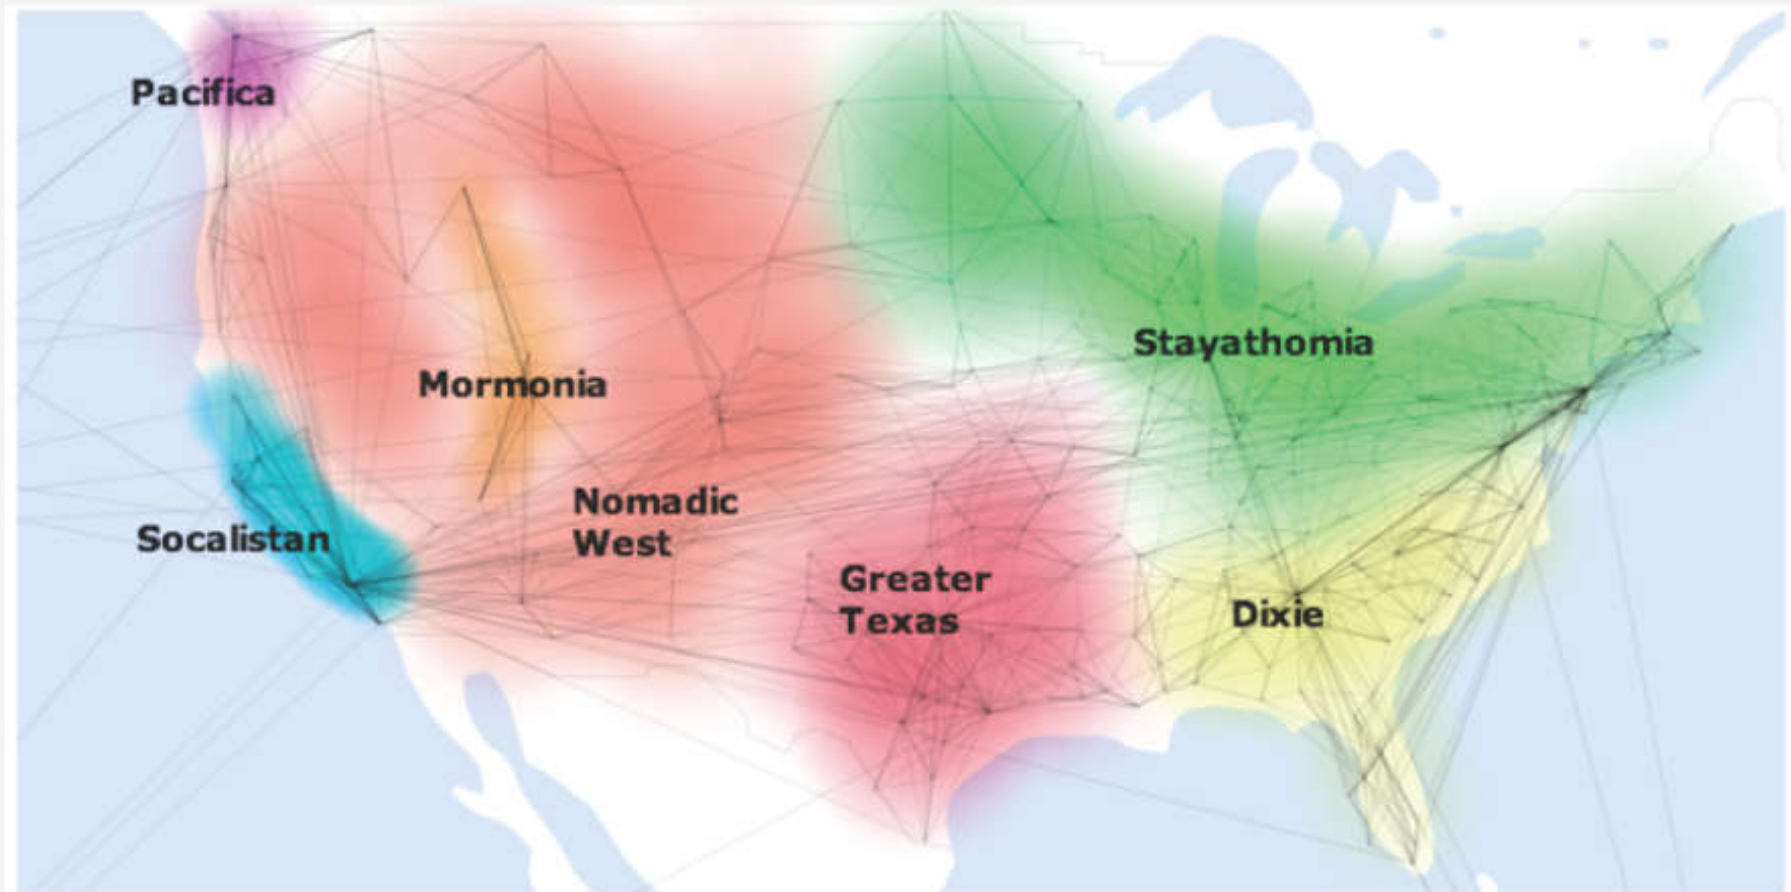 Pacifica
Stayathomia
Mormonia
Nomadic
West
Socalistan
Greater
Texas
Dixie